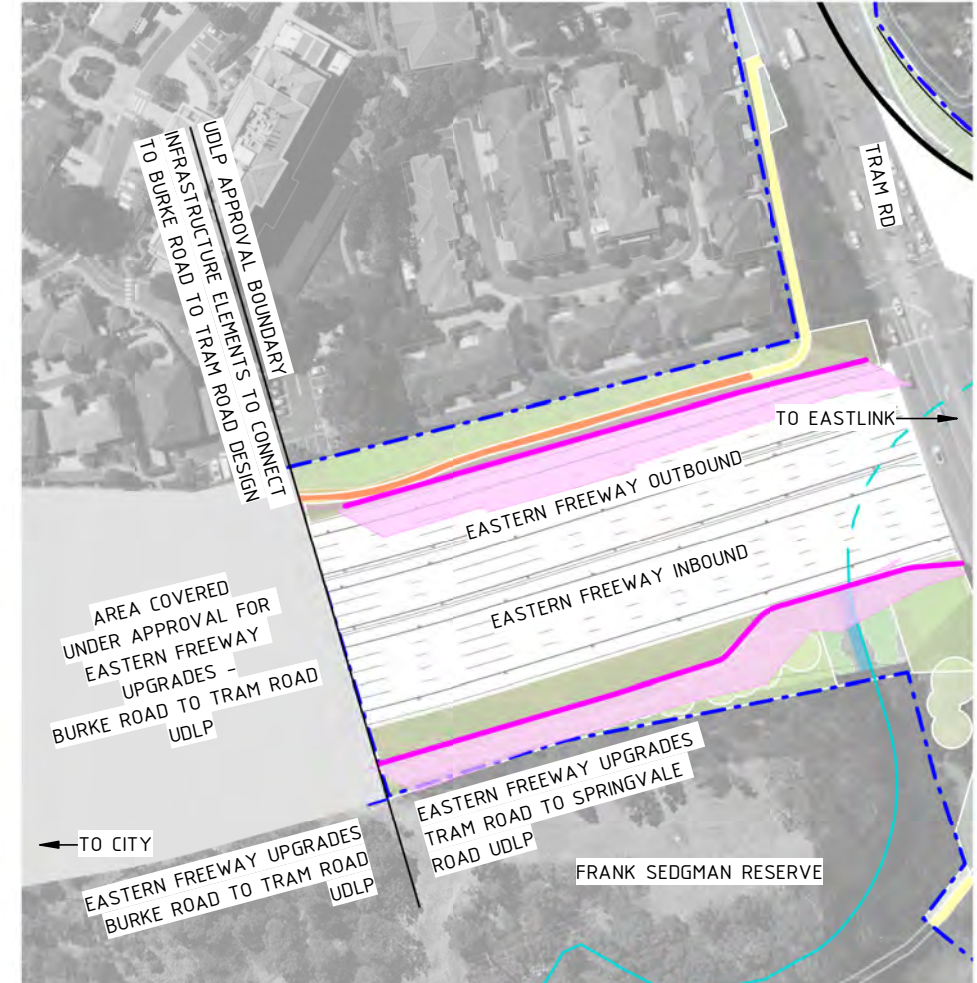 UDLP APPROVAL BOUNDARY
INFRASTRUCTURE ELEMENTS TO CONNECT
TO BURKE ROAD TO TRAM ROAD DESIGN
TRAM RD
TO EASTLINK
EASTERN FREEWAY OUTBOUND
EASTERN FREEWAY INBOUND
AREA COVERED
UNDER APPROVAL FOR
EASTERN FREEWAY
UPGRADES -
BURKE ROAD TO TRAM ROAD
UDLP
EASTERN FREEWAY UPGRADES
TRAM ROAD TO SPRINGVALE
ROAD UDLP
TO CITY
EASTERN FREEWAY UPGRADES
BURKE ROAD TO TRAM ROAD
UDLP
FRANK SEDGMAN RESERVE